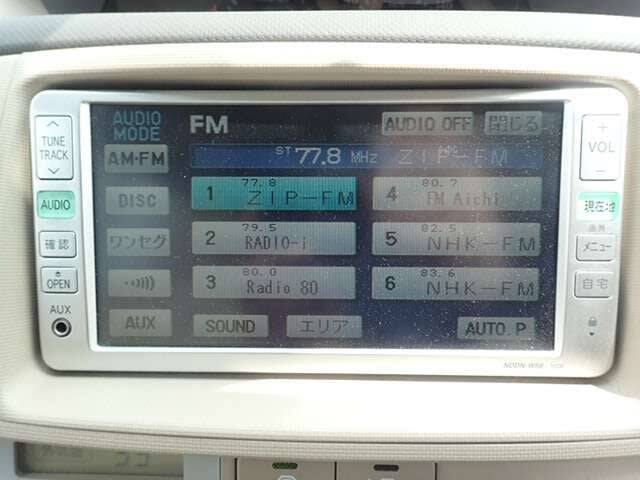 TUNE
TRACK
AUDIO
確認
OPEN
AUX
AUDIO
MODE
FM
AUDIO OFF
閉じる
AM·FM
ST 77.8 MHz ZIP-FM
DISC
ワンセグ
AUX
1 77.8 ZIP-FM
2 79.5 RADIO-i
3 80.0 Radio 80
4 80.7 FM Aichi
5 82.5 NHK-FM
6 83.6 NHK-FM
SOUND
エリア
AUTO.P
+
VOL
-
現在地
メニュー
自宅
NDDN-W58